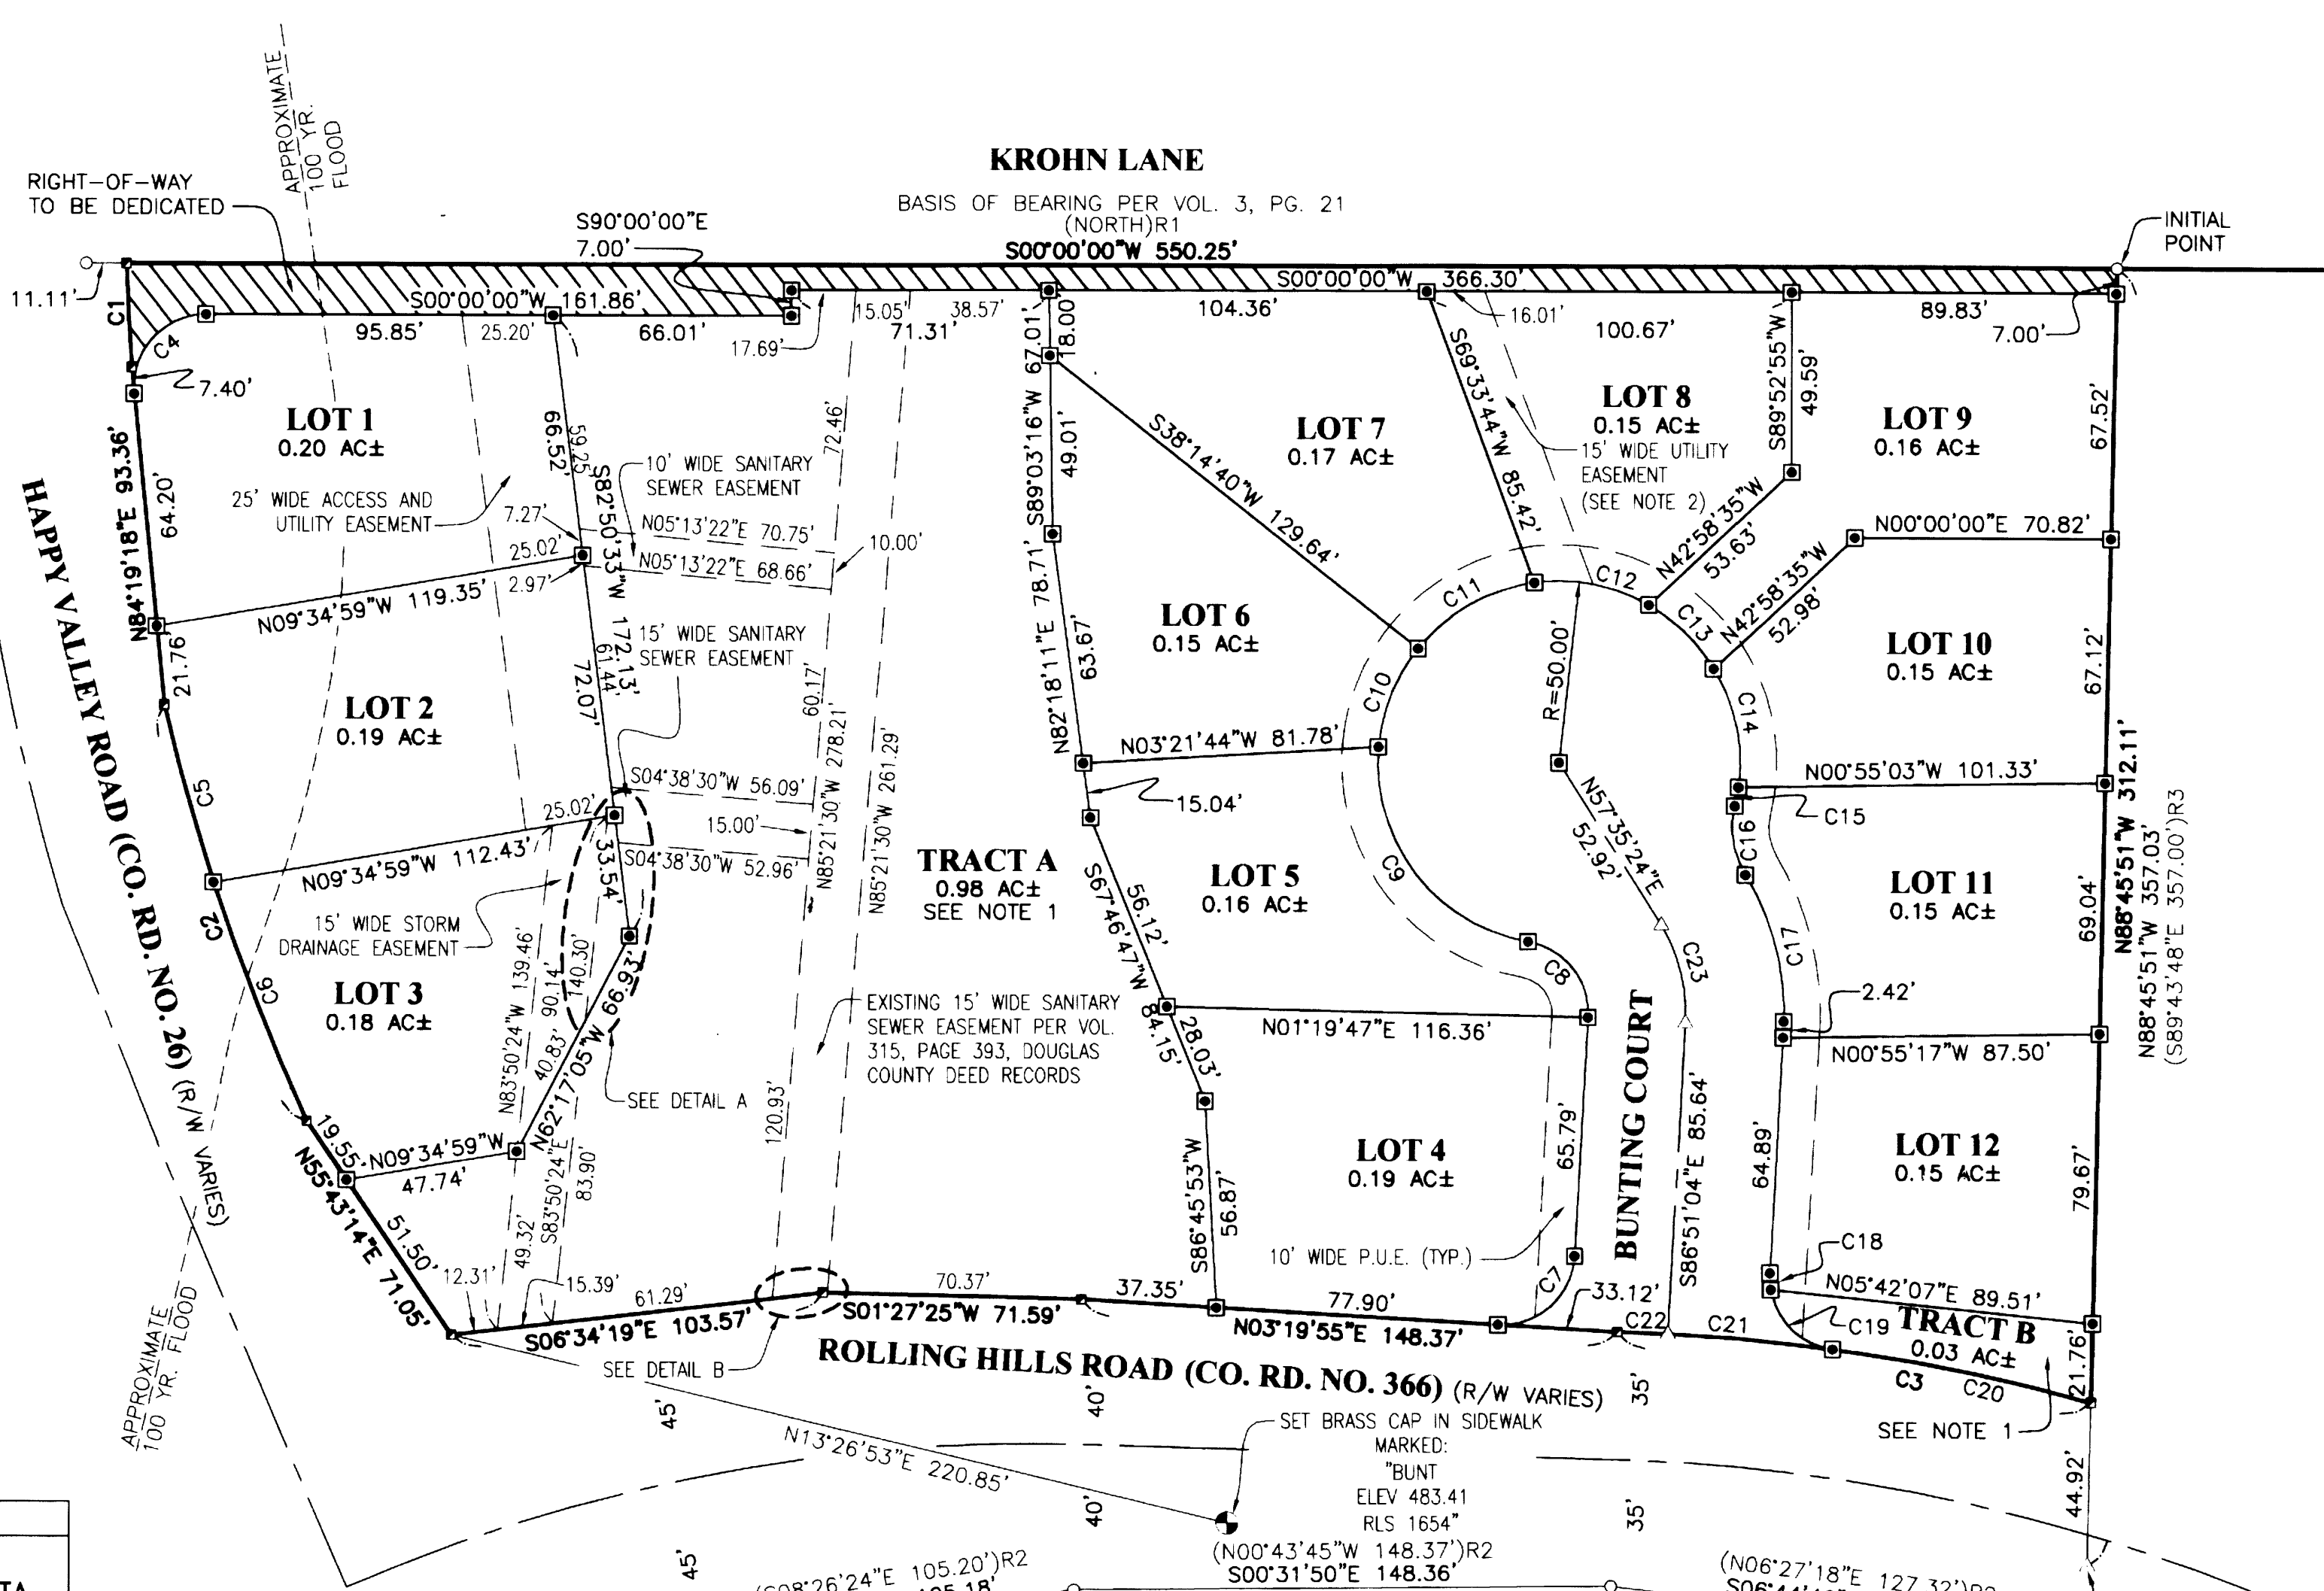 KROHN LANE
BASIS OF BEARING PER VOL. 3, PG. 21
(NORTH)R1
S00°00'00"W 550.25'
APPROXIMATE
100 YR.
FLOOD
RIGHT-OF-WAY
TO BE DEDICATED
S90°00'00"E
7.00'
INITIAL
POINT
11.11'
C1
C4
7.40'
S00°00'00"W 161.86'
95.85'
25.20'
66.01'
17.69'
15.05'
38.57'
71.31'
S00°00'00"W 366.30'
104.36'
16.01'
100.67'
89.83'
7.00'
LOT 1
0.20 AC±
25' WIDE ACCESS AND
UTILITY EASEMENT
N84°19'18"E 93.36'
64.20'
21.76'
66.52'
59.25'
S82°50'33"W 172.13'
61.44'
72.07'
7.27'
25.02'
2.97'
N09°34'59"W 119.35'
10' WIDE SANITARY
SEWER EASEMENT
N05°13'22"E 70.75'
N05°13'22"E 68.66'
10.00'
72.46'
15' WIDE SANITARY
SEWER EASEMENT
60.17'
N85°21'30"W 278.21'
N85°21'30"W 261.29'
S04°38'30"W 56.09'
15.00'
S04°38'30"W 52.96'
LOT 2
0.19 AC±
C5
C2
C6
25.02'
N09°34'59"W 112.43'
33.54'
15' WIDE STORM
DRAINAGE EASEMENT
LOT 3
0.18 AC±
N83°50'24"W 139.46'
90.14'
140.30'
40.83'
N62°17'05"W 66.93'
SEE DETAIL A
S83°50'24"E
83.90'
49.32'
19.55'
N55°43'14"E 71.05'
51.50'
N09°34'59"W
47.74'
12.31'
15.39'
61.29'
S06°34'19"E 103.57'
SEE DETAIL B
HAPPY VALLEY ROAD (CO. RD. NO. 26) (R/W VARIES)
APPROXIMATE
100 YR. FLOOD
TRACT A
0.98 AC±
SEE NOTE 1
EXISTING 15' WIDE SANITARY
SEWER EASEMENT PER VOL.
315, PAGE 393, DOUGLAS
COUNTY DEED RECORDS
120.93'
S89°03'16"W 67.01'
18.00'
49.01'
N82°18'11"E 78.71'
63.67'
15.04'
S67°46'47"W
84.15'
56.12'
28.03'
S86°45'53"W
56.87'
LOT 7
0.17 AC±
S38°14'40"W 129.64'
S69°33'44"W 85.42'
LOT 8
0.15 AC±
15' WIDE UTILITY
EASEMENT
(SEE NOTE 2)
S89°52'55"W
49.59'
N42°58'35"W
53.63'
LOT 9
0.16 AC±
67.52'
N00°00'00"E 70.82'
N42°58'35"W
52.98'
LOT 6
0.15 AC±
C11
C12
C13
C10
R=50.00'
C14
LOT 10
0.15 AC±
67.12'
N03°21'44"W 81.78'
N00°55'03"W 101.33'
C15
C16
C9
N57°35'24"E
52.92'
C23
C17
LOT 5
0.16 AC±
C8
LOT 11
0.15 AC±
69.04'
2.42'
N88°45'51"W 312.11'
N88°45'51"W 357.03'
(S89°43'48"E 357.00')R3
N01°19'47"E 116.36'
N00°55'17"W 87.50'
LOT 4
0.19 AC±
65.79'
10' WIDE P.U.E. (TYP.)
C7
BUNTING COURT
S86°51'04"E 85.64'
64.89'
LOT 12
0.15 AC±
79.67'
C18
N05°42'07"E 89.51'
C19
TRACT B
0.03 AC±
21.76'
SEE NOTE 1
70.37'
S01°27'25"W 71.59'
37.35'
77.90'
N03°19'55"E 148.37'
33.12'
C22
C21
C3
C20
ROLLING HILLS ROAD (CO. RD. NO. 366) (R/W VARIES)
45'
40'
35'
44.92'
N13°26'53"E 220.85'
SET BRASS CAP IN SIDEWALK
MARKED:
"BUNT
ELEV 483.41
RLS 1654"
45'
40'
35'
(N00°43'45"W 148.37')R2
S00°31'50"E 148.36'
26'24"E 105.20')R2
(N06°27'18"E 127.32')